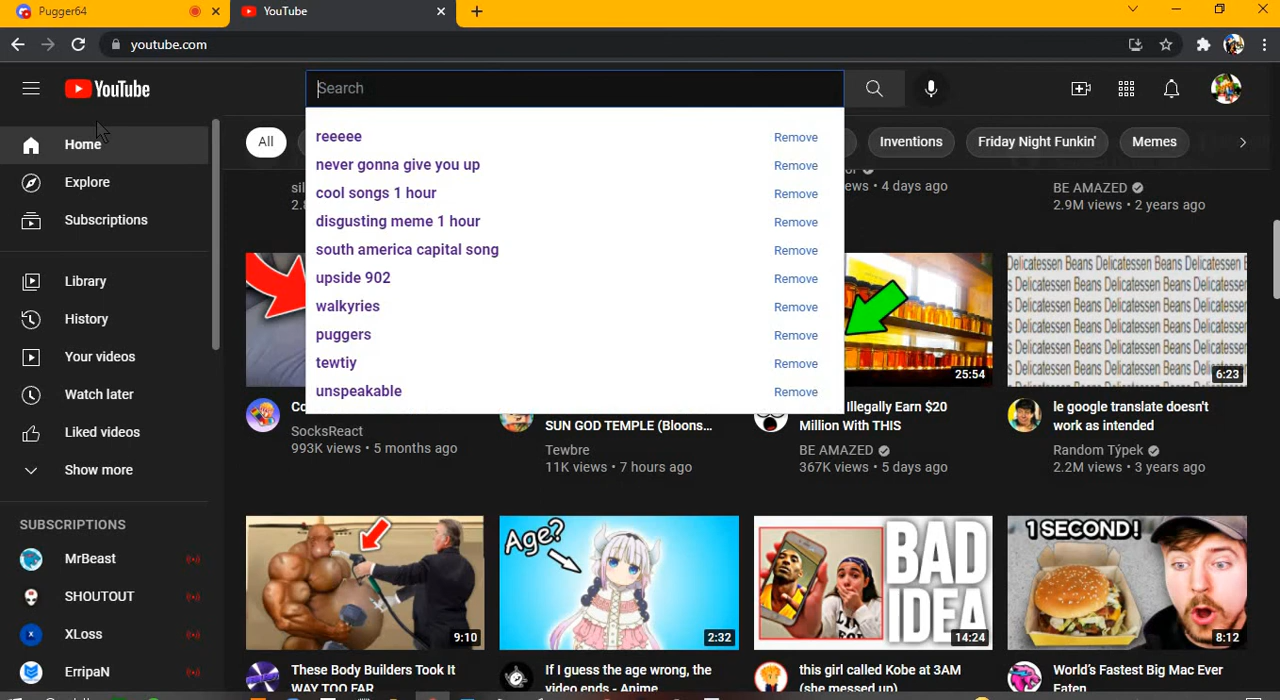 Pugger64
YouTube
youtube.com
YouTube
Search
reeeee Remove
never gonna give you up Remove
cool songs 1 hour Remove
disgusting meme 1 hour Remove
south america capital song Remove
upside 902 Remove
walkyries Remove
puggers Remove
tewtiy Remove
unspeakable Remove
All
Inventions
Friday Night Funkin'
Memes
Home
Explore
Subscriptions
Library
History
Your videos
Watch later
Liked videos
Show more
SUBSCRIPTIONS
MrBeast
SHOUTOUT
XLoss
ErripaN
• 4 days ago
BE AMAZED
2.9M views • 2 years ago
SocksReact
993K views • 5 months ago
SUN GOD TEMPLE (Bloons...
Tewbre
11K views • 7 hours ago
25:54
Illegally Earn $20
Million With THIS
BE AMAZED
367K views • 5 days ago
Delicatessen Beans Delicatessen Beans Delicatessen Beans
6:23
le google translate doesn't
work as intended
Random Týpek
2.2M views • 3 years ago
9:10
These Body Builders Took It
WAY TOO FAR
Age?
2:32
If I guess the age wrong, the
video ends - Anime
BAD
IDEA
14:24
this girl called Kobe at 3AM
(she messed up)
1 SECOND!
8:12
World's Fastest Big Mac Ever
Eaten